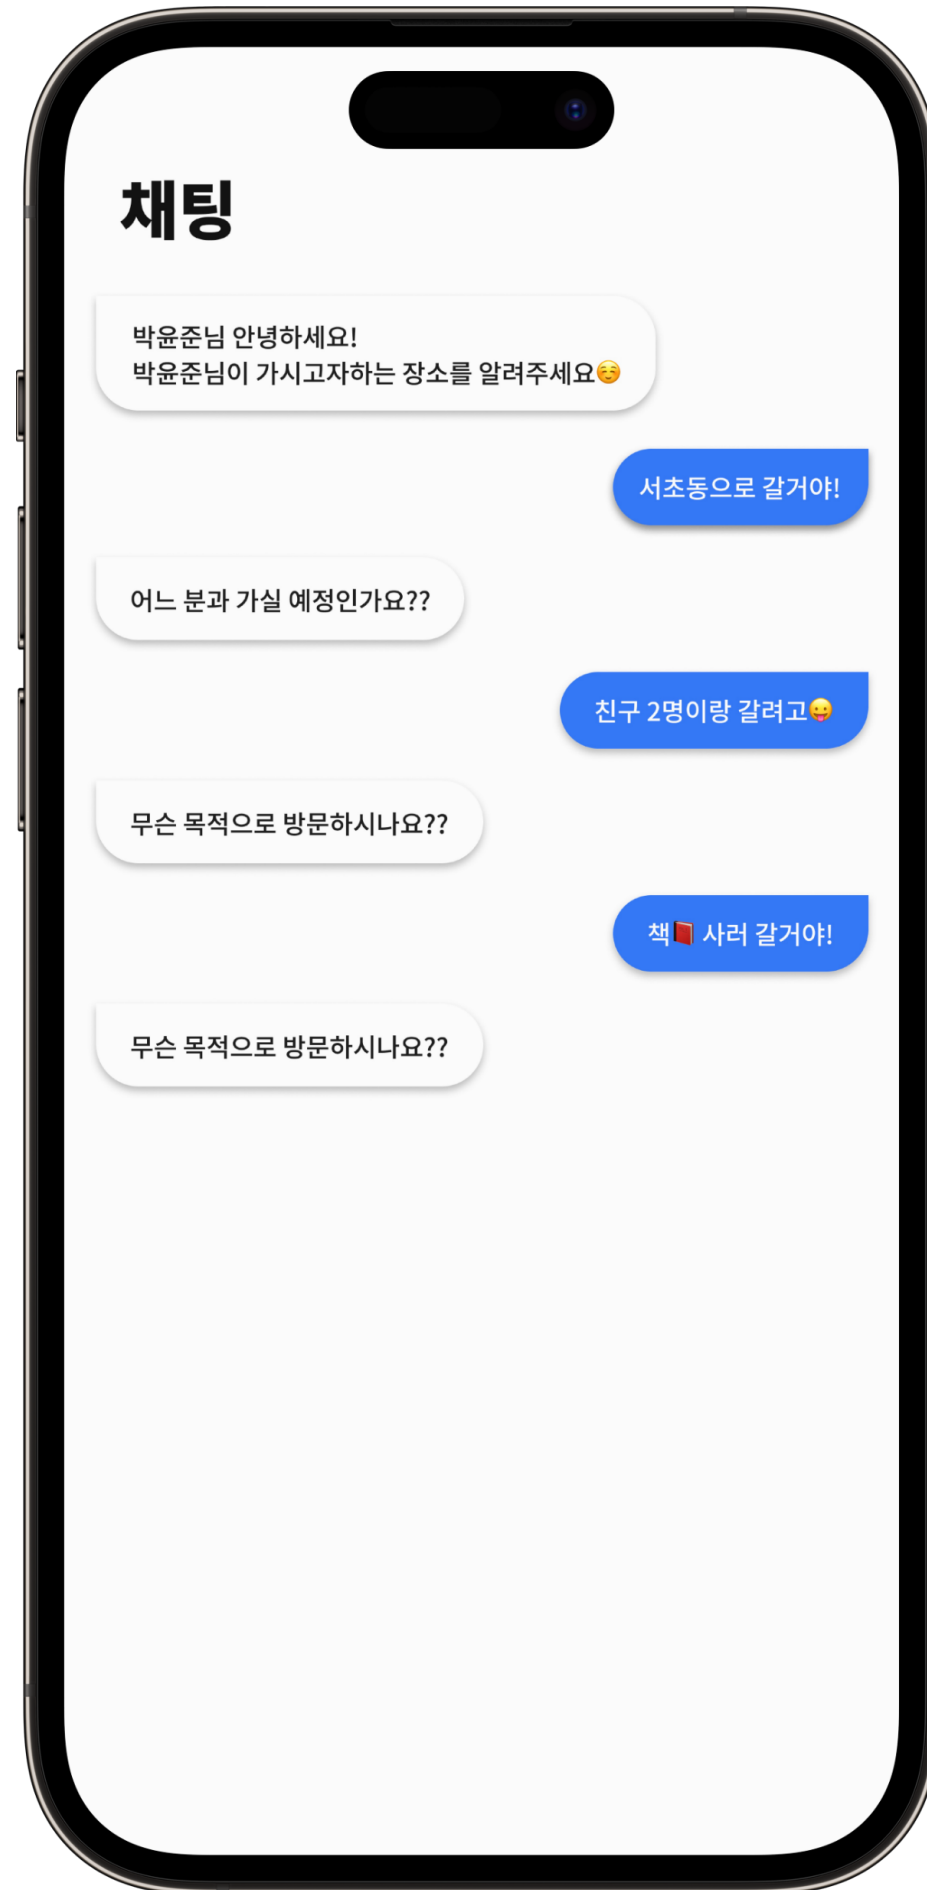 채팅
박윤준님 안녕하세요!
박윤준님이 가시고자하는 장소를 알려주세요☺️
서초동으로 갈거야!
어느 분과 가실 예정인가요??
친구 2명이랑 갈려고😛
무슨 목적으로 방문하시나요??
책📕 사러 갈거야!
무슨 목적으로 방문하시나요??